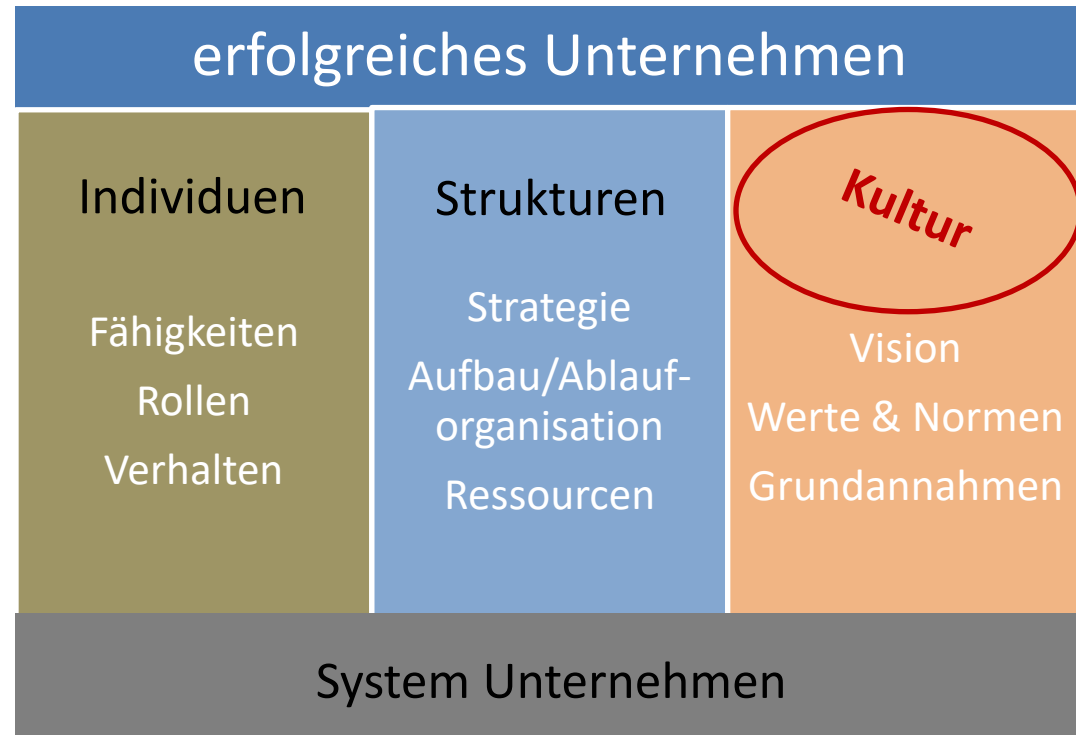 erfolgreiches Unternehmen
Individuen
Fähigkeiten
Rollen
Verhalten
Strukturen
Strategie
Aufbau/Ablauf-
organisation
Ressourcen
Kultur
Vision
Werte & Normen
Grundannahmen
System Unternehmen